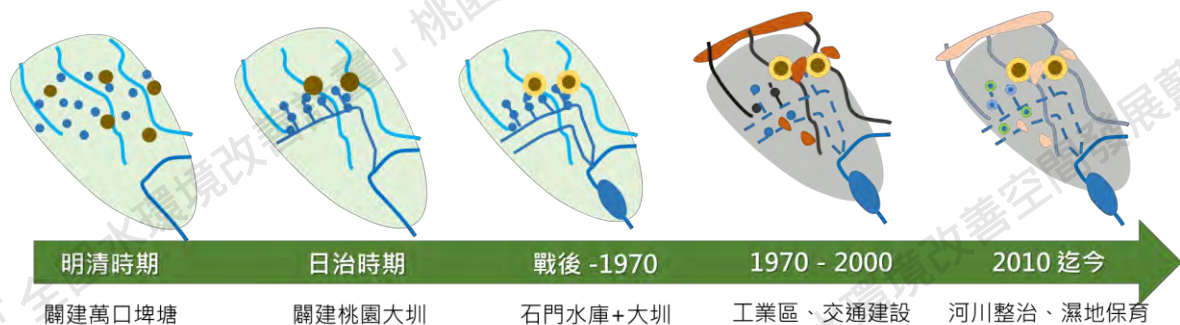 明清時期
日治時期
戰後 -1970
1970 - 2000
2010 迄今
闢建萬口埤塘
闢建桃園大圳
石門水庫+大圳
工業區、交通建設
河川整治、濕地保育